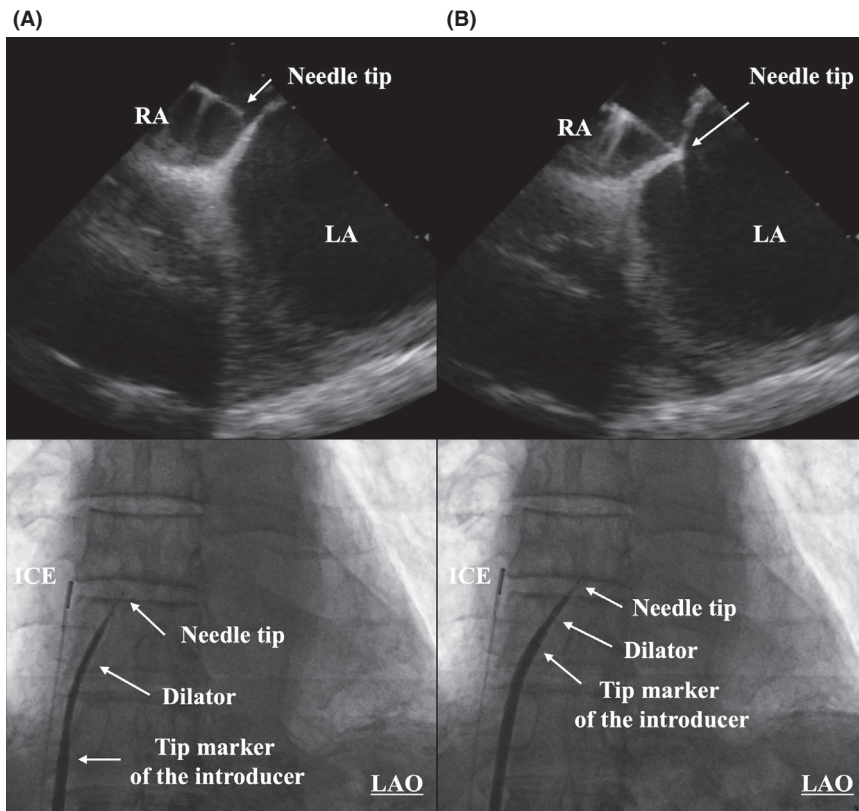 (A)
Needle tip
RA
LA
(B)
Needle tip
RA
LA
ICE
Needle tip
Dilator
Tip marker
of the introducer
LAO
ICE
Needle tip
Dilator
Tip marker
of the introducer
LAO